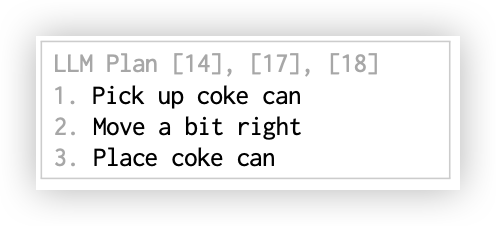 LLM Plan [14], [17], [18]
1. Pick up coke can
2. Move a bit right
3. Place coke can